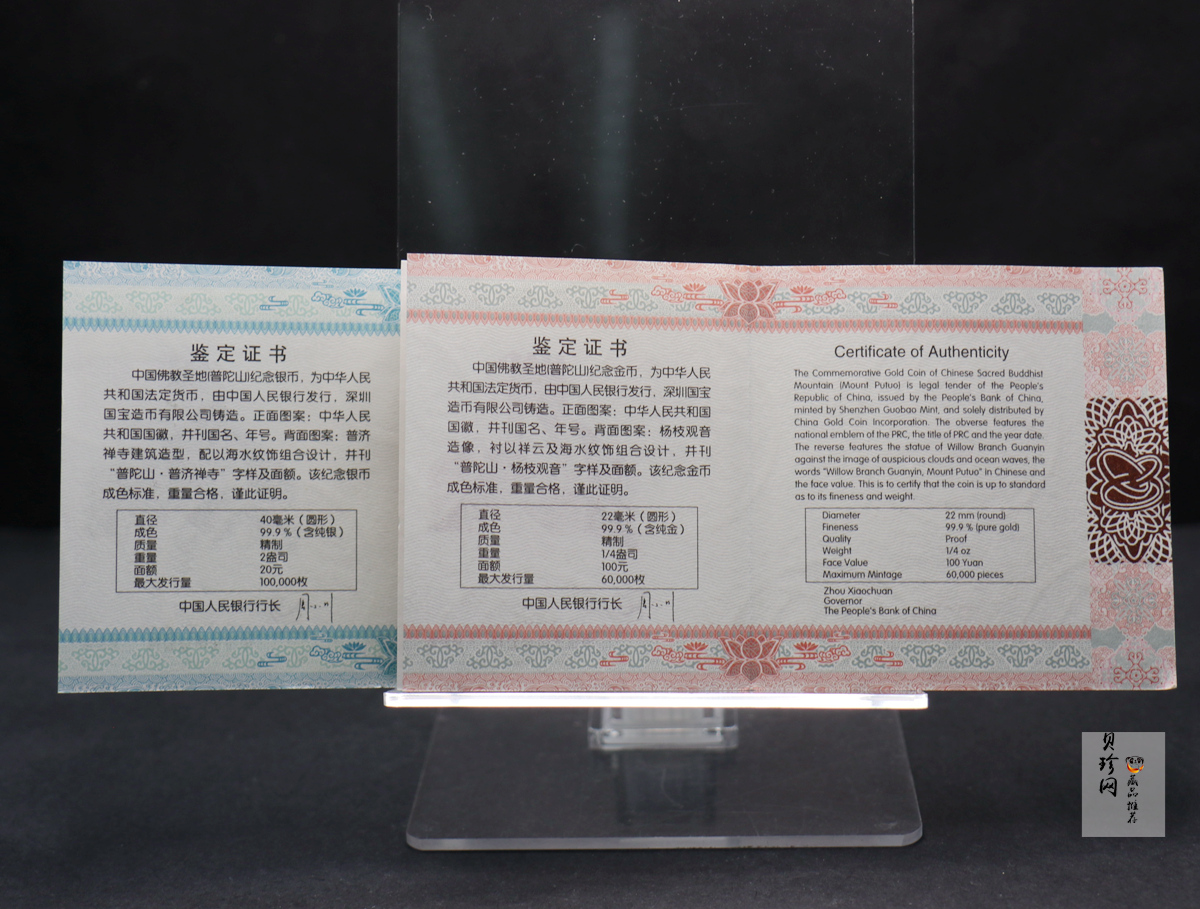 鉴定证书
中国佛教圣地(普陀山)纪念银币，为中华人民
共和国法定货币，由中国人民银行发行，深圳
国宝造币有限公司铸造。正面图案：中华人民
共和国国徽，井刊国名、年号。背面图案：普济
禅寺建筑造型，配以海水纹饰组合设计，井刊
“普陀山·普济禅寺”字样及面额。该纪念银币
成色标准，重量合格，谨此证明。
直径 40毫米（圆形）
成色 99.9％（含纯银）
质量 精制
重量 2盎司
面额 20元
最大发行量 100,000枚
中国人民银行行长
鉴定证书
中国佛教圣地(普陀山)纪念金币，为中华人民
共和国法定货币，由中国人民银行发行，深圳国宝
造币有限公司铸造。正面图案：中华人民共和国
国徽，井刊国名、年号。背面图案：杨枝观音
造像，衬以祥云及海水纹饰组合设计，井刊
“普陀山·杨枝观音”字样及面额。该纪念金币
成色标准，重量合格，谨此证明。
直径 22毫米（圆形）
成色 99.9％（含纯金）
质量 精制
重量 1/4盎司
面额 100元
最大发行量 60,000枚
中国人民银行行长
Certificate of Authenticity
The Commemorative Gold Coin of Chinese Sacred Buddhist
Mountain (Mount Putuo) is legal tender of the People's
Republic of China, issued by the People's Bank of China,
minted by Shenzhen Guobao Mint, and solely distributed by
China Gold Coin Incorporation. The obverse features the
national emblem of the PRC, the title of PRC and the year date.
The reverse features the statue of Willow Branch Guanyin
against the image of auspicious clouds and ocean waves, the
words "Willow Branch Guanyin, Mount Putuo" in Chinese and
the face value. This is to certify that the coin is up to standard
as to its fineness and weight.
Diameter 22 mm (round)
Fineness 99.9 % (pure gold)
Quality Proof
Weight 1/4 oz
Face Value 100 Yuan
Maximum Mintage 60,000 pieces
Zhou Xiaochuan
Governor
The People's Bank of China
贝珍网
藏品推荐